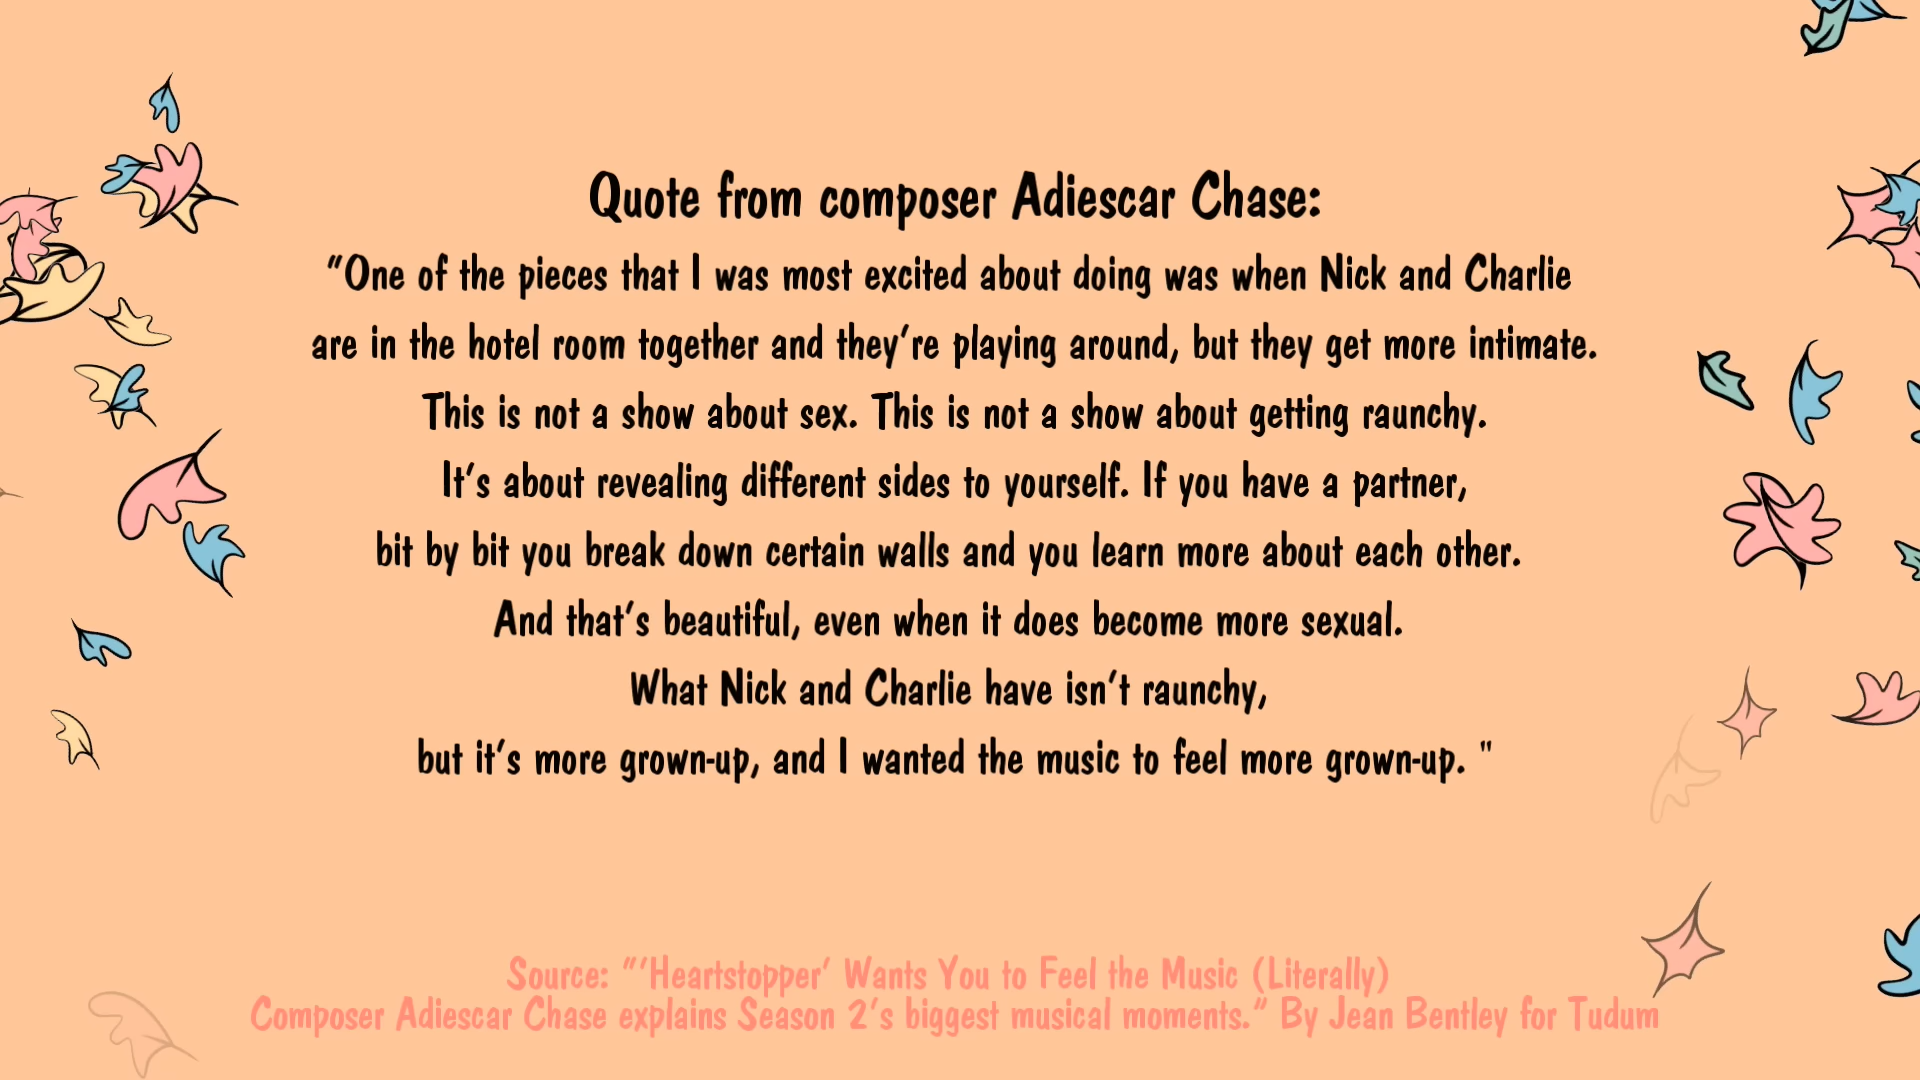 Quote from composer Adiescar Chase:
“One of the pieces that I was most excited about doing was when Nick and Charlie
are in the hotel room together and they’re playing around, but they get more intimate.
This is not a show about sex. This is not a show about getting raunchy.
It’s about revealing different sides to yourself. If you have a partner,
bit by bit you break down certain walls and you learn more about each other.
And that’s beautiful, even when it does become more sexual.
What Nick and Charlie have isn’t raunchy,
but it’s more grown-up, and I wanted the music to feel more grown-up. "
Source: “‘Heartstopper’ Wants You to Feel the Music (Literally)
Composer Adiescar Chase explains Season 2’s biggest musical moments.” By Jean Bentley for Tudum